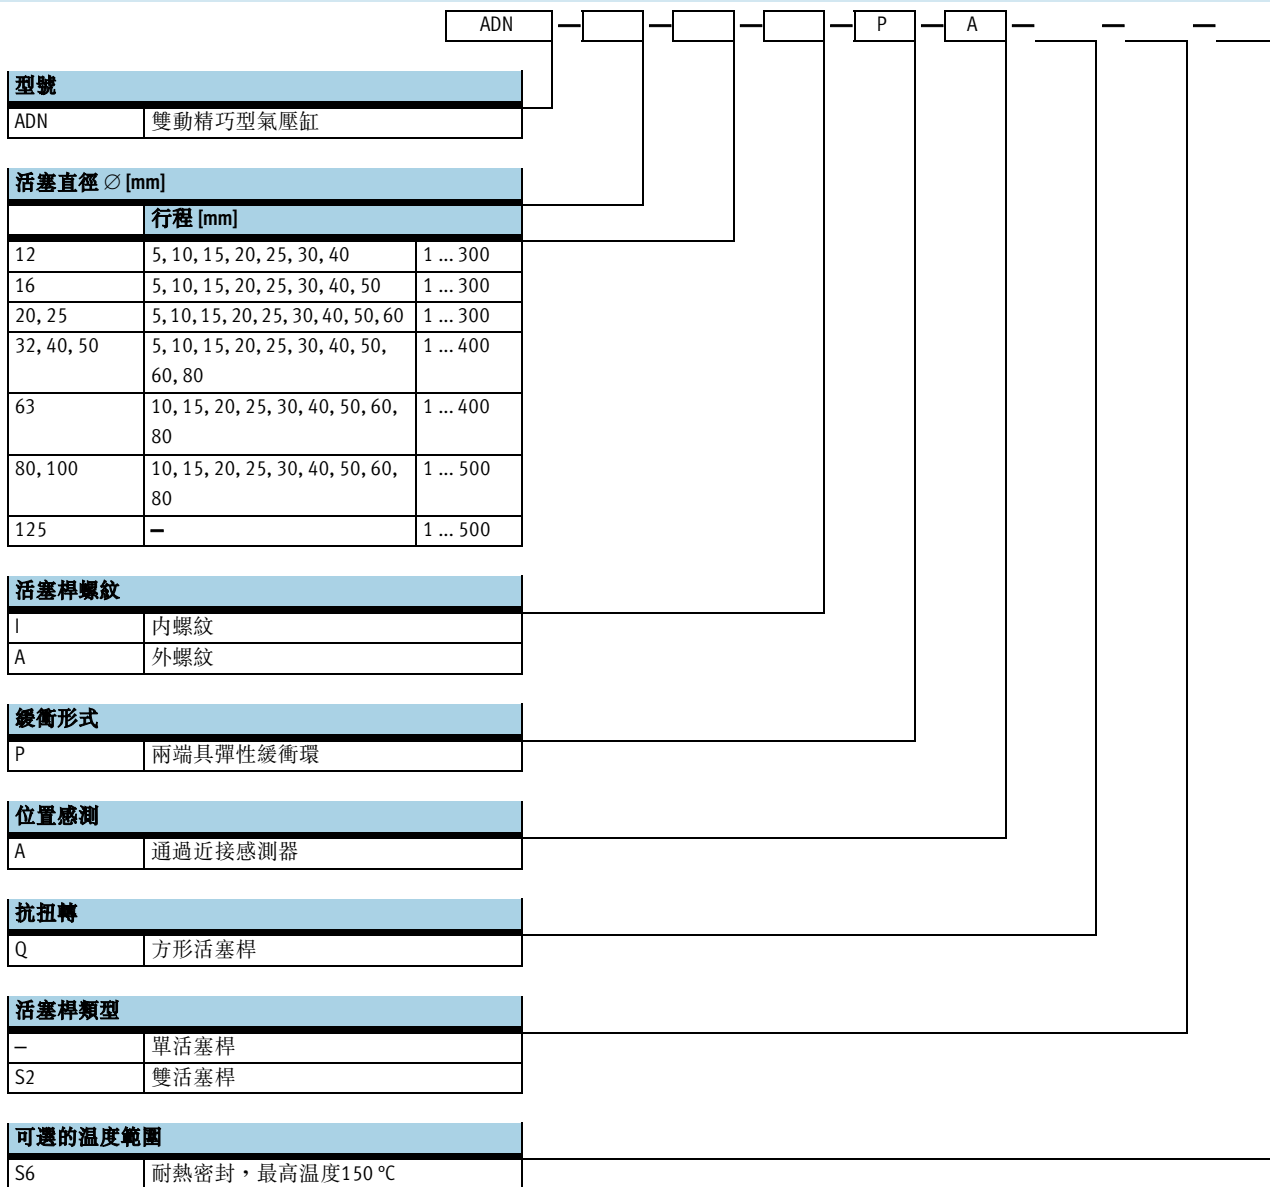 ADN — — — — P — A — — —
型號
ADN 雙動精巧型氣壓缸
活塞直徑 ∅ [mm]
行程 [mm]
12 5, 10, 15, 20, 25, 30, 40 1 ... 300
16 5, 10, 15, 20, 25, 30, 40, 50 1 ... 300
20, 25 5, 10, 15, 20, 25, 30, 40, 50, 60 1 ... 300
32, 40, 50 5, 10, 15, 20, 25, 30, 40, 50, 1 ... 400
60, 80
63 10, 15, 20, 25, 30, 40, 50, 60, 1 ... 400
80
80, 100 10, 15, 20, 25, 30, 40, 50, 60, 1 ... 500
80
125 — 1 ... 500
活塞桿螺紋
I 內螺紋
A 外螺紋
緩衝形式
P 兩端具彈性緩衝環
位置感測
A 通過近接感測器
抗扭轉
Q 方形活塞桿
活塞桿類型
– 單活塞桿
S2 雙活塞桿
可選的温度範圍
S6 耐熱密封，最高温度150 °C